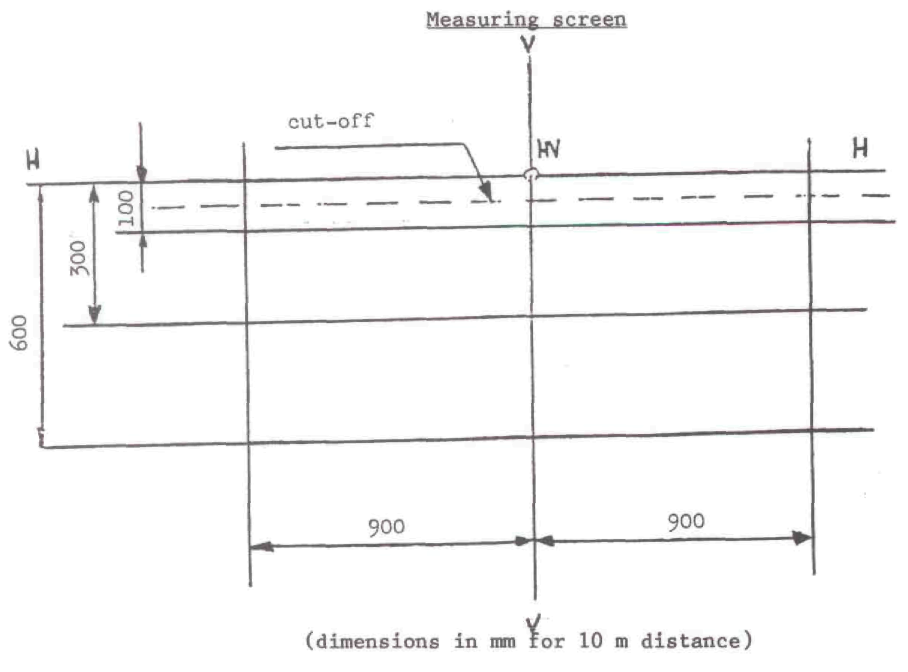 Measuring screen
V
cut-off
H
HV
H
100
300
600
900
900
V
(dimensions in mm for 10 m distance)